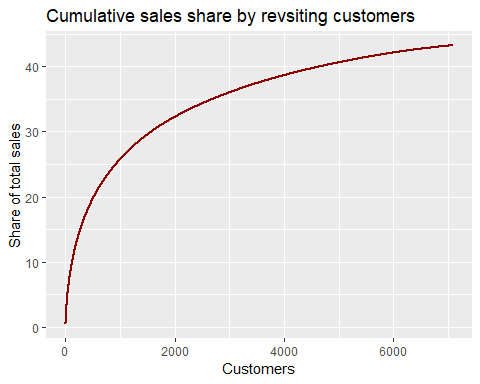 Cumulative sales share by revsiting customers
Share of total sales
40
30
20
10
0
0 2000 4000 6000
Customers